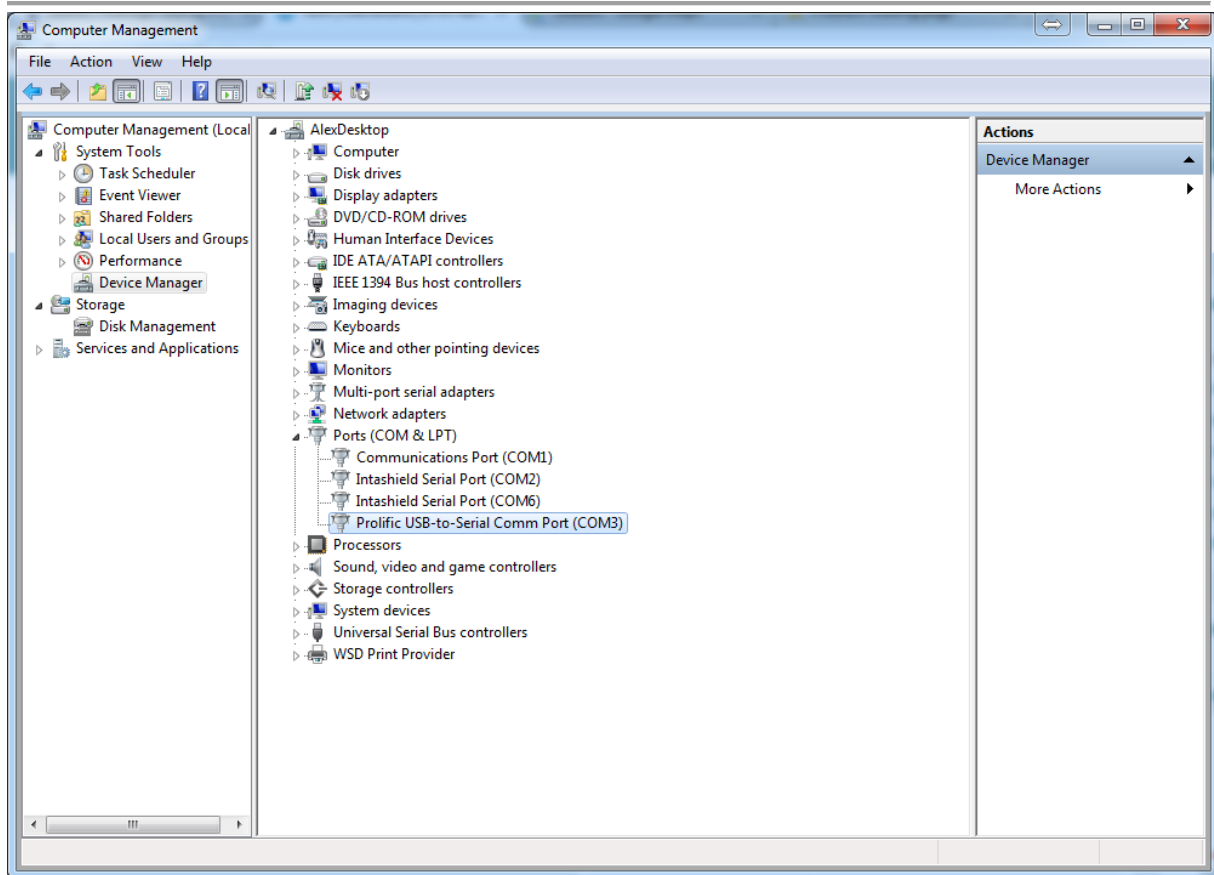 Computer Management
File Action View Help
Computer Management (Local
System Tools
Task Scheduler
Event Viewer
Shared Folders
Local Users and Groups
Performance
Device Manager
Storage
Disk Management
Services and Applications
AlexDesktop
Computer
Disk drives
Display adapters
DVD/CD-ROM drives
Human Interface Devices
IDE ATA/ATAPI controllers
IEEE 1394 Bus host controllers
Imaging devices
Keyboards
Mice and other pointing devices
Monitors
Multi-port serial adapters
Network adapters
Ports (COM & LPT)
Communications Port (COM1)
Intashield Serial Port (COM2)
Intashield Serial Port (COM6)
Prolific USB-to-Serial Comm Port (COM3)
Processors
Sound, video and game controllers
Storage controllers
System devices
Universal Serial Bus controllers
WSD Print Provider
Actions
Device Manager
More Actions